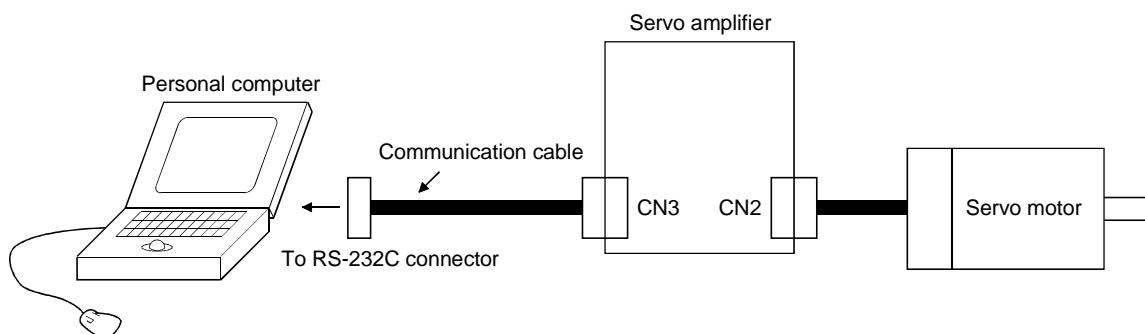 Servo amplifier
Personal computer
Communication cable
CN3
CN2
Servo motor
To RS-232C connector